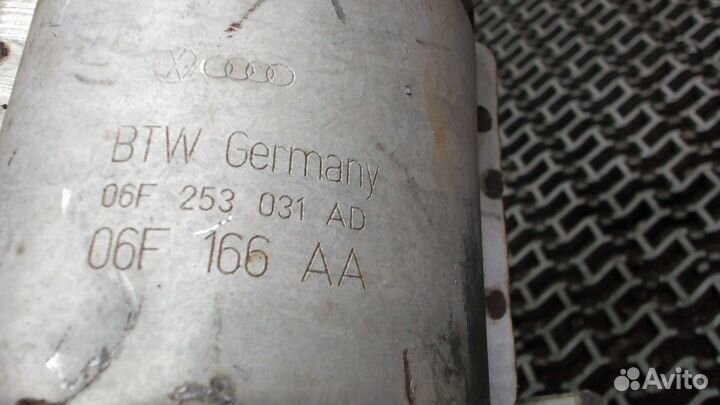 BTW Germany
06F 253 031 AD
06F 166 AA
Avito